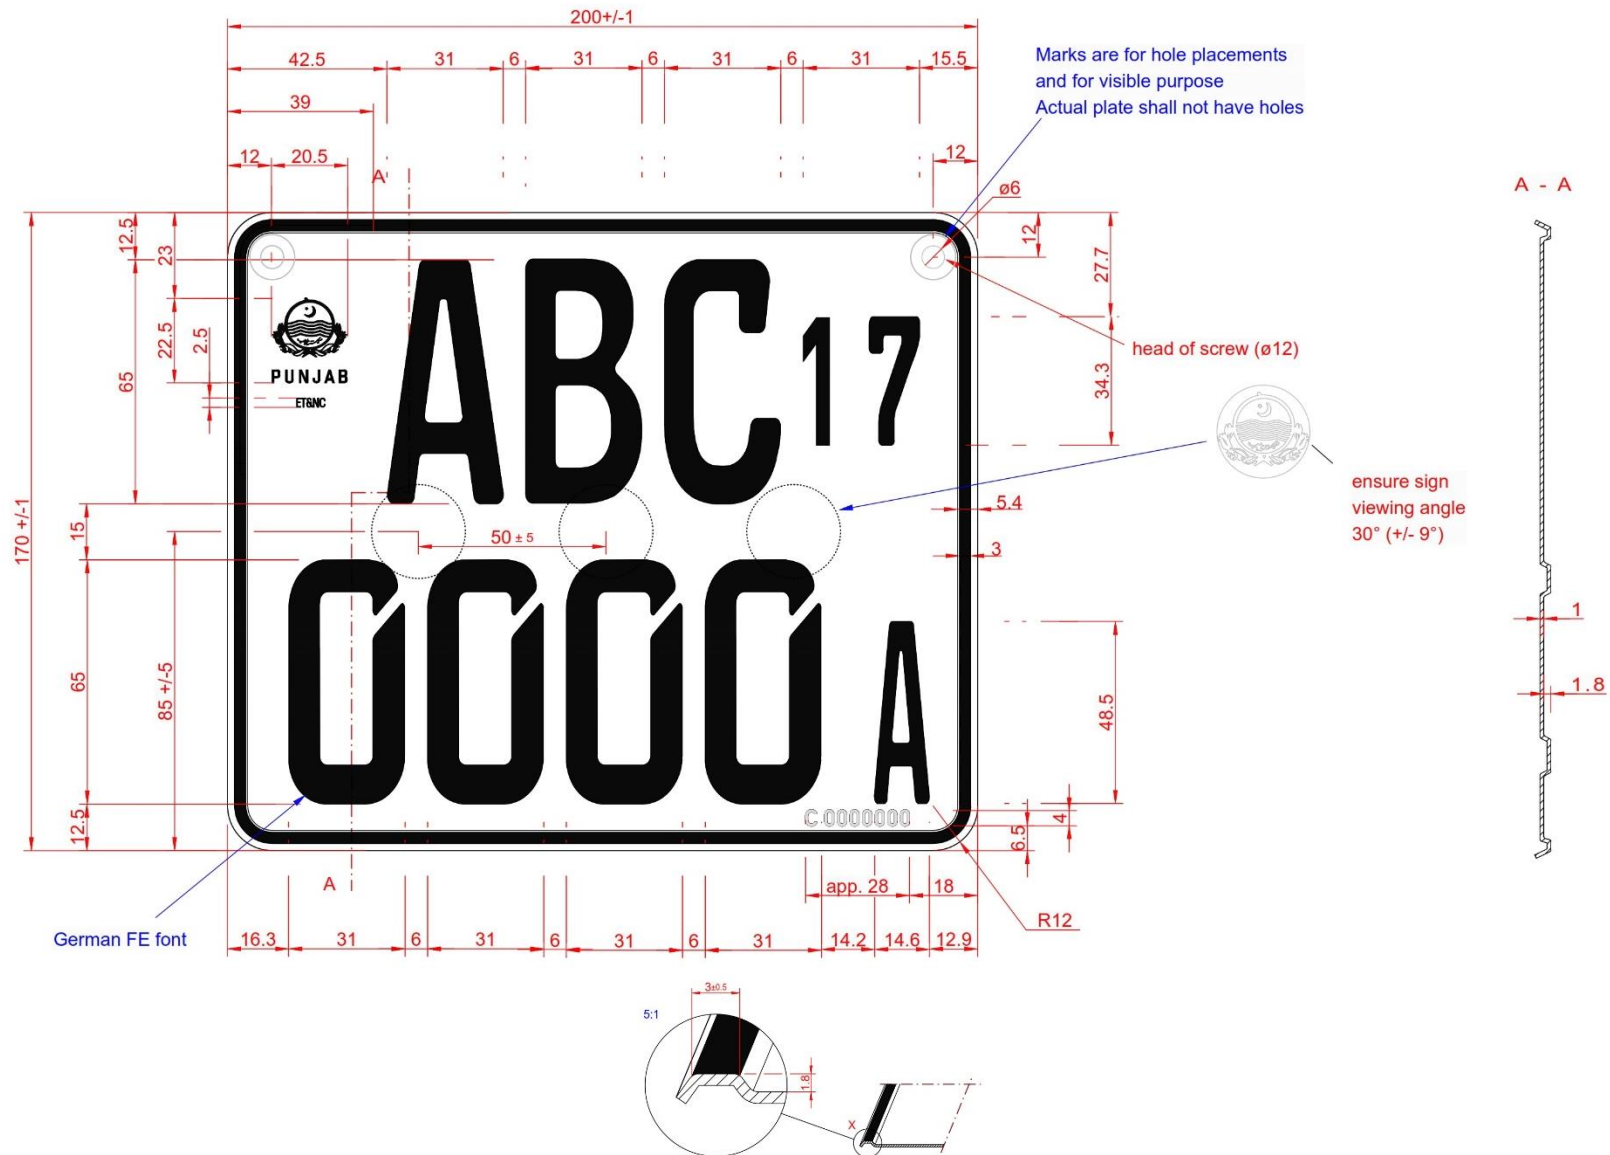 200+/-1
42.5 31 6 31 6 31 6 31 15.5
39
12 20.5
12
Marks are for hole placements
and for visible purpose
Actual plate shall not have holes
A
ø6
A - A
12.5
23
12
27.7
22.5
2.5
65
34.3
170 +/-1
ABC 17
PUNJAB
ET&NC
head of screw (ø12)
ensure sign
viewing angle
30° (+/- 9°)
15
50 ± 5
5.4
3
65
85 +/-5
0000 A
48.5
1
1.8
C.0000000
12.5
4
6.5
A
app. 28 18
R12
German FE font
16.3 31 6 31 6 31 6 31 14.2 14.6 12.9
3±0.5
5:1
1.8
X